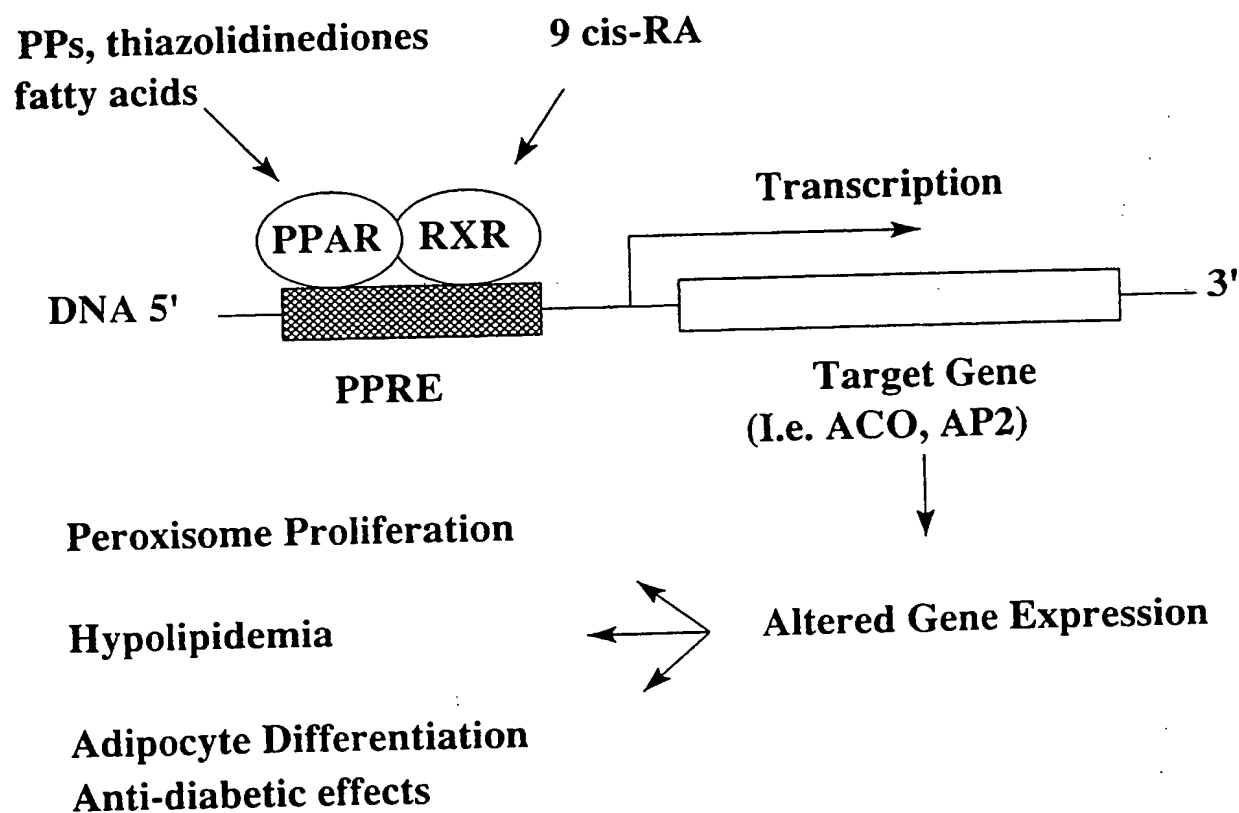 PPs, thiazolidinediones
fatty acids
9 cis-RA
Transcription
PPAR
RXR
DNA 5'
3'
PPRE
Target Gene
(I.e. ACO, AP2)
Peroxisome Proliferation
Hypolipidemia
Altered Gene Expression
Adipocyte Differentiation
Anti-diabetic effects